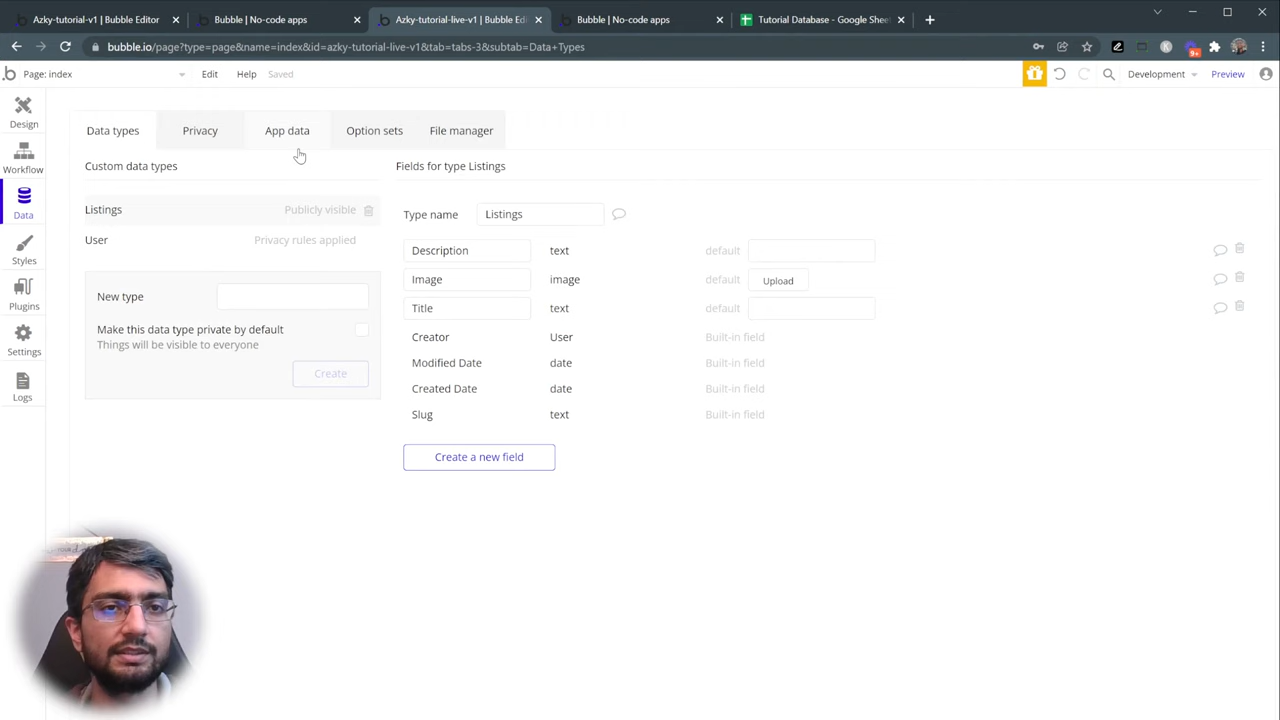 Azky-tutorial-v1 | Bubble Editor
Bubble | No-code apps
Azky-tutorial-live-v1 | Bubble Edi
Bubble | No-code apps
Tutorial Database - Google Sheet
bubble.io/page?type=page&name=index&id=azky-tutorial-live-v1&tab=tabs-3&subtab=Data+Types
9+
Page: index
Edit
Help
Saved
Development
Preview
Design
Workflow
Data
Styles
Plugins
Settings
Logs
Data types
Privacy
App data
Option sets
File manager
Custom data types
Listings Publicly visible
User Privacy rules applied
New type
Make this data type private by default
Things will be visible to everyone
Create
Fields for type Listings
Type name Listings
Description text default
Image image default Upload
Title text default
Creator User Built-in field
Modified Date date Built-in field
Created Date date Built-in field
Slug text Built-in field
Create a new field